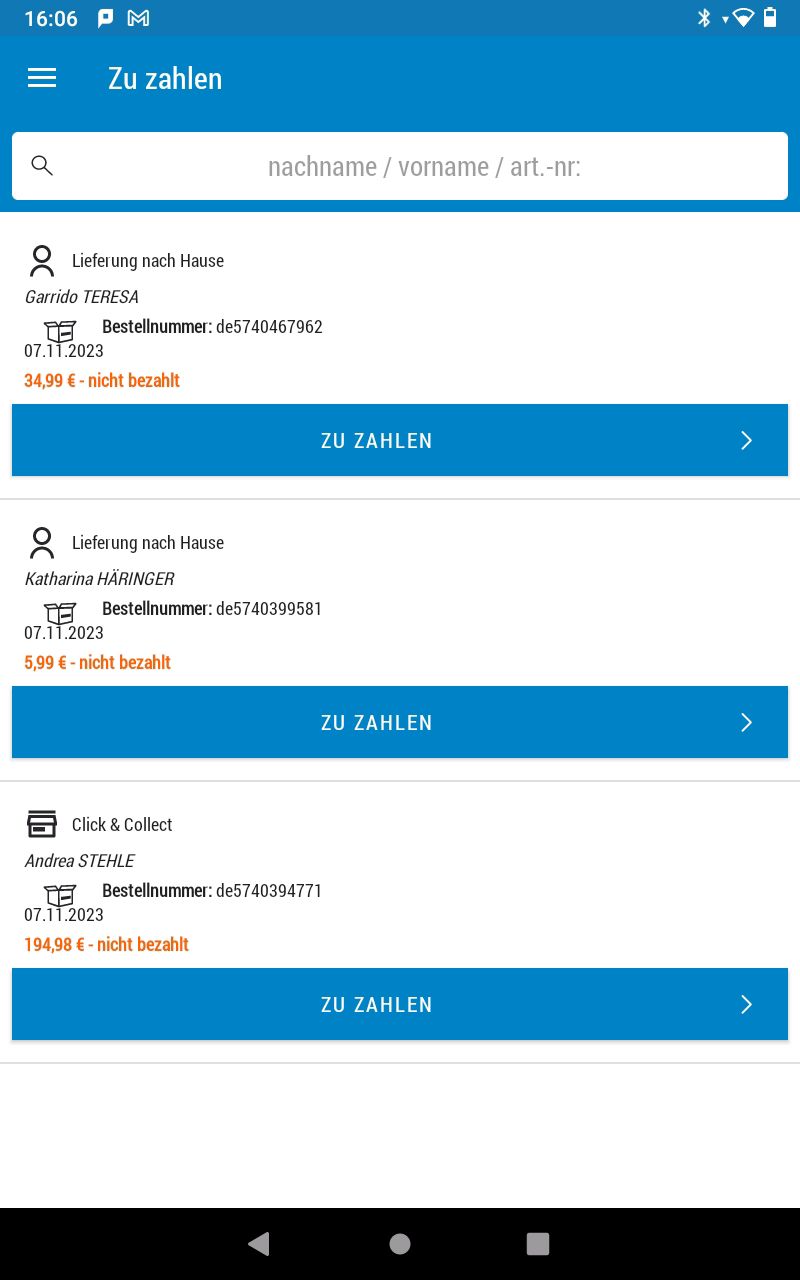 16:06
Zu zahlen
nachname / vorname / art.-nr:
Lieferung nach Hause
Garrido TERESA
Bestellnummer: de5740467962
07.11.2023
34,99 € - nicht bezahlt
ZU ZAHLEN
Lieferung nach Hause
Katharina HÄRINGER
Bestellnummer: de5740399581
07.11.2023
5,99 € - nicht bezahlt
ZU ZAHLEN
Click & Collect
Andrea STEHLE
Bestellnummer: de5740394771
07.11.2023
194,98 € - nicht bezahlt
ZU ZAHLEN